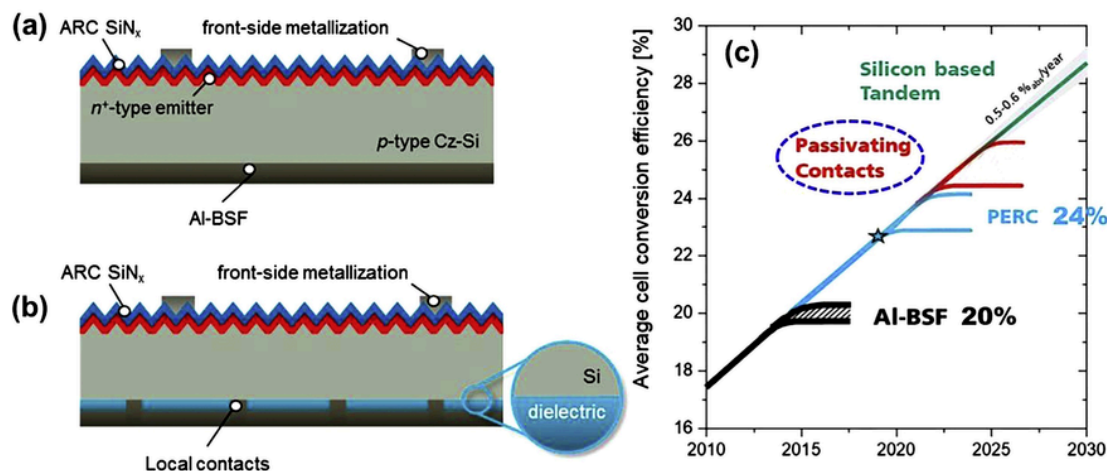 (a)
ARC SiNx
front-side metallization
n+-type emitter
p-type Cz-Si
Al-BSF
(b)
ARC SiNx
front-side metallization
Si
dielectric
Local contacts
(c)
Average cell conversion efficiency [%]
30
28
26
24
22
20
18
16
2010
2015
2020
2025
2030
Silicon based
Tandem
0.5-0.6 %abs/year
Passivating
Contacts
PERC 24%
Al-BSF 20%